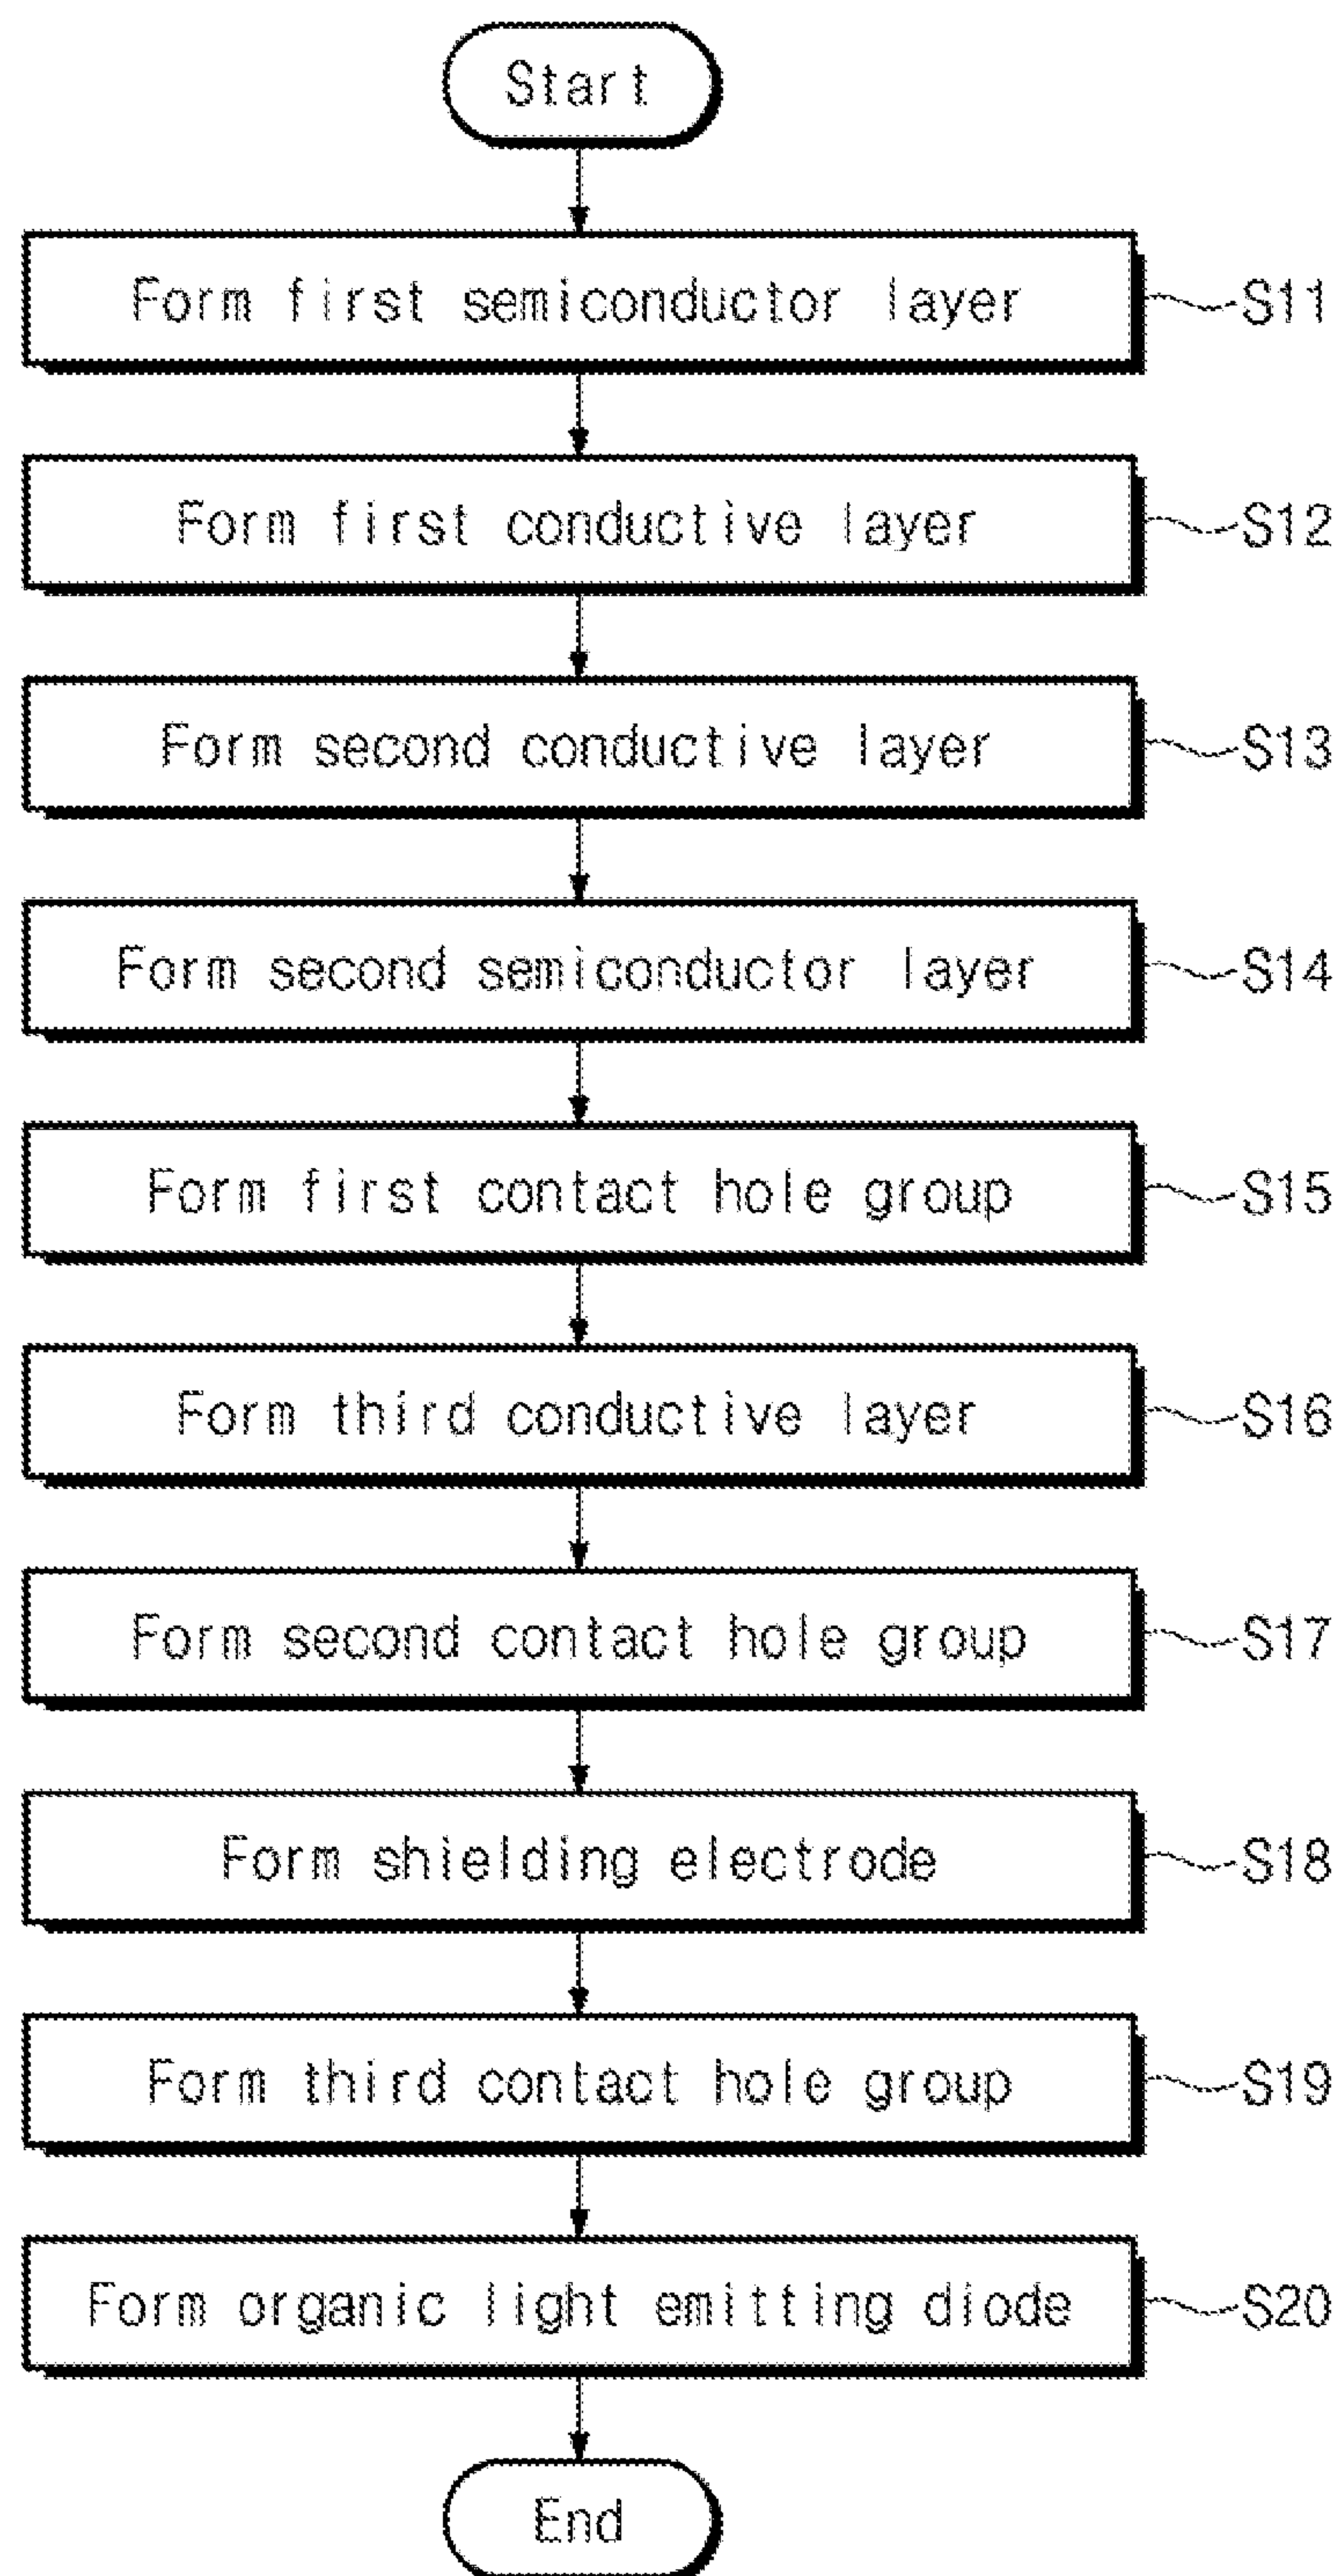 Start
Form first semiconductor layer S11
Form first conductive layer S12
Form second conductive layer S13
Form second semiconductor layer S14
Form first contact hole group S15
Form third conductive layer S16
Form second contact hole group S17
Form shielding electrode S18
Form third contact hole group S19
Form organic light emitting diode S20
End